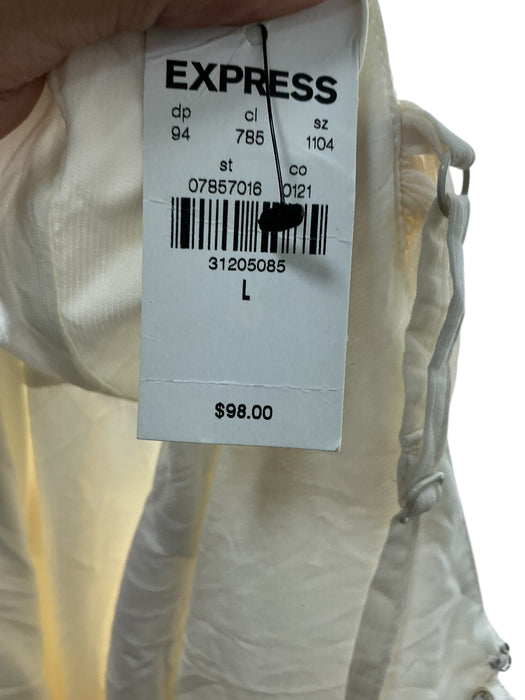 EXPRESS
dp cl sz
94 785 1104
st co
07857016 0121
31205085
L
$98.00